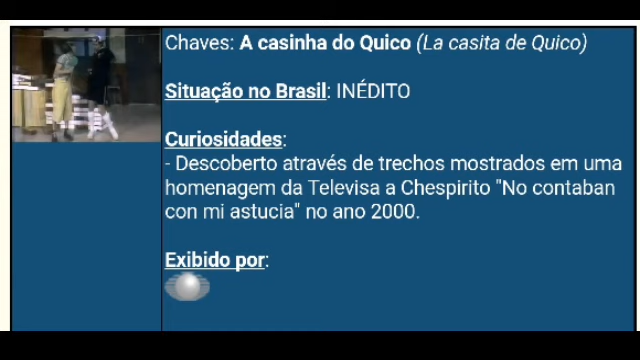 Chaves: A casinha do Quico (La casita de Quico)
Situação no Brasil: INÉDITO
Curiosidades:
- Descoberto através de trechos mostrados em uma
homenagem da Televisa a Chespirito "No contaban
con mi astucia" no ano 2000.
Exibido por: